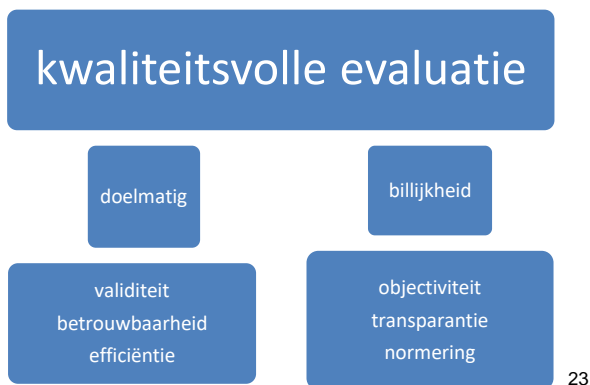 kwaliteitsvolle evaluatie
doelmatig
billijkheid
validiteit
betrouwbaarheid
efficiëntie
objectiviteit
transparantie
normering
23